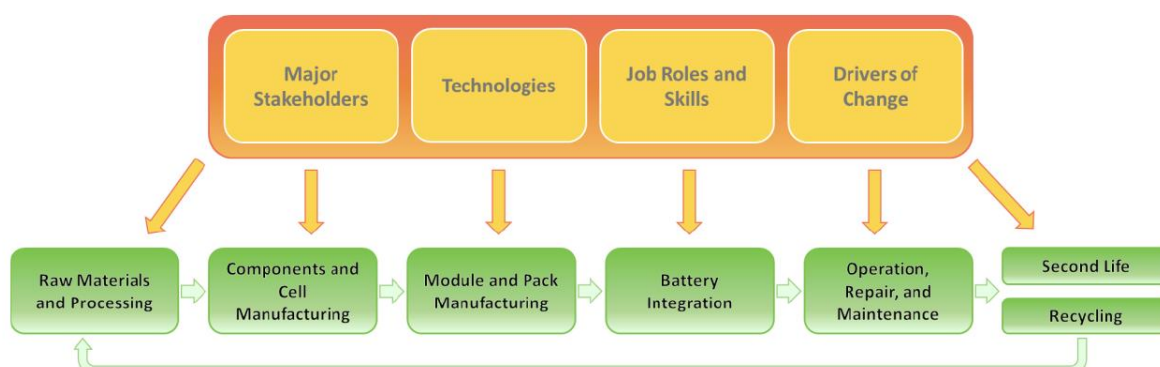 Major
Stakeholders
Technologies
Job Roles and
Skills
Drivers of
Change
Raw Materials
and Processing
Components and
Cell
Manufacturing
Module and Pack
Manufacturing
Battery
Integration
Operation,
Repair, and
Maintenance
Second Life
Recycling